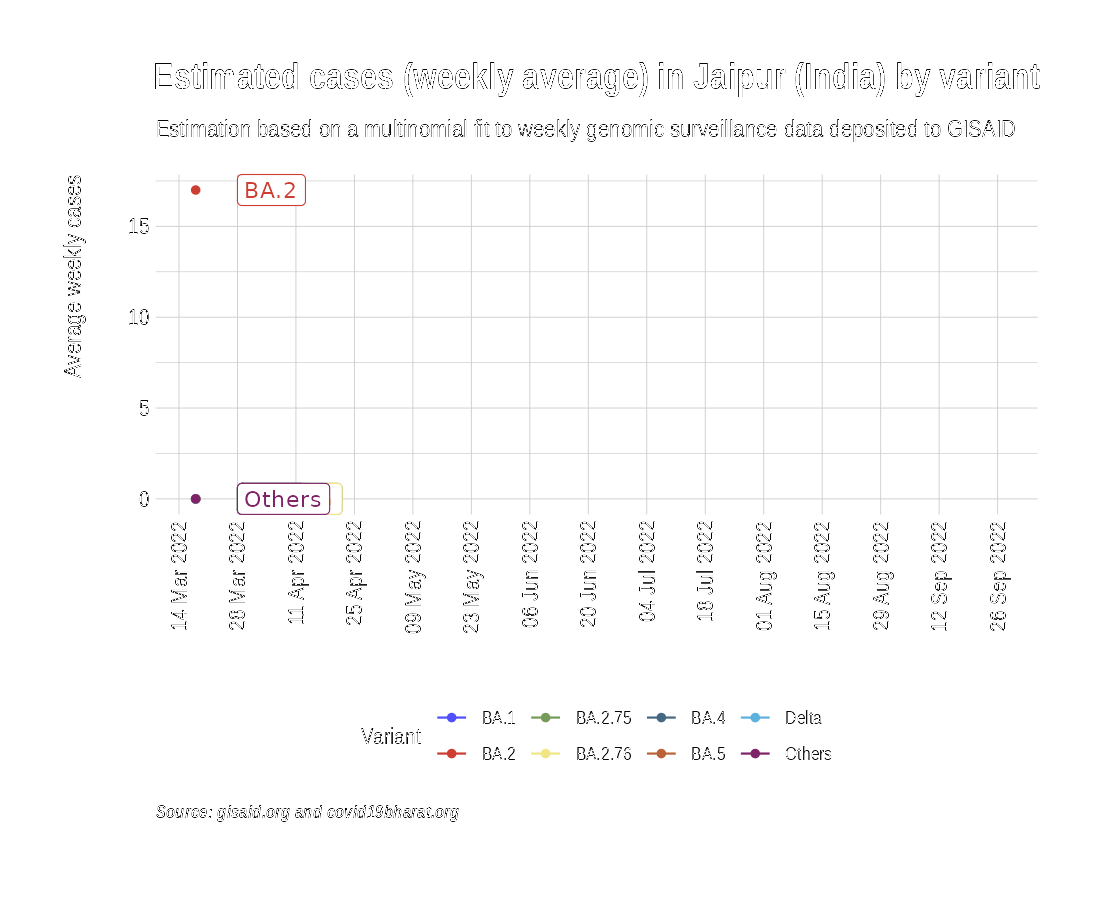 Estimated cases (weekly average) in Jaipur (India) by variant
Estimation based on a multinomial fit to weekly genomic surveillance data deposited to GISAID
Average weekly cases
15
10
5
0
BA.2
Others
14 Mar 2022
28 Mar 2022
11 Apr 2022
25 Apr 2022
09 May 2022
23 May 2022
06 Jun 2022
20 Jun 2022
04 Jul 2022
18 Jul 2022
01 Aug 2022
15 Aug 2022
29 Aug 2022
12 Sep 2022
26 Sep 2022
Variant
BA.1 BA.2.75 BA.4 Delta
BA.2 BA.2.76 BA.5 Others
Source: gisaid.org and covid19bharat.org